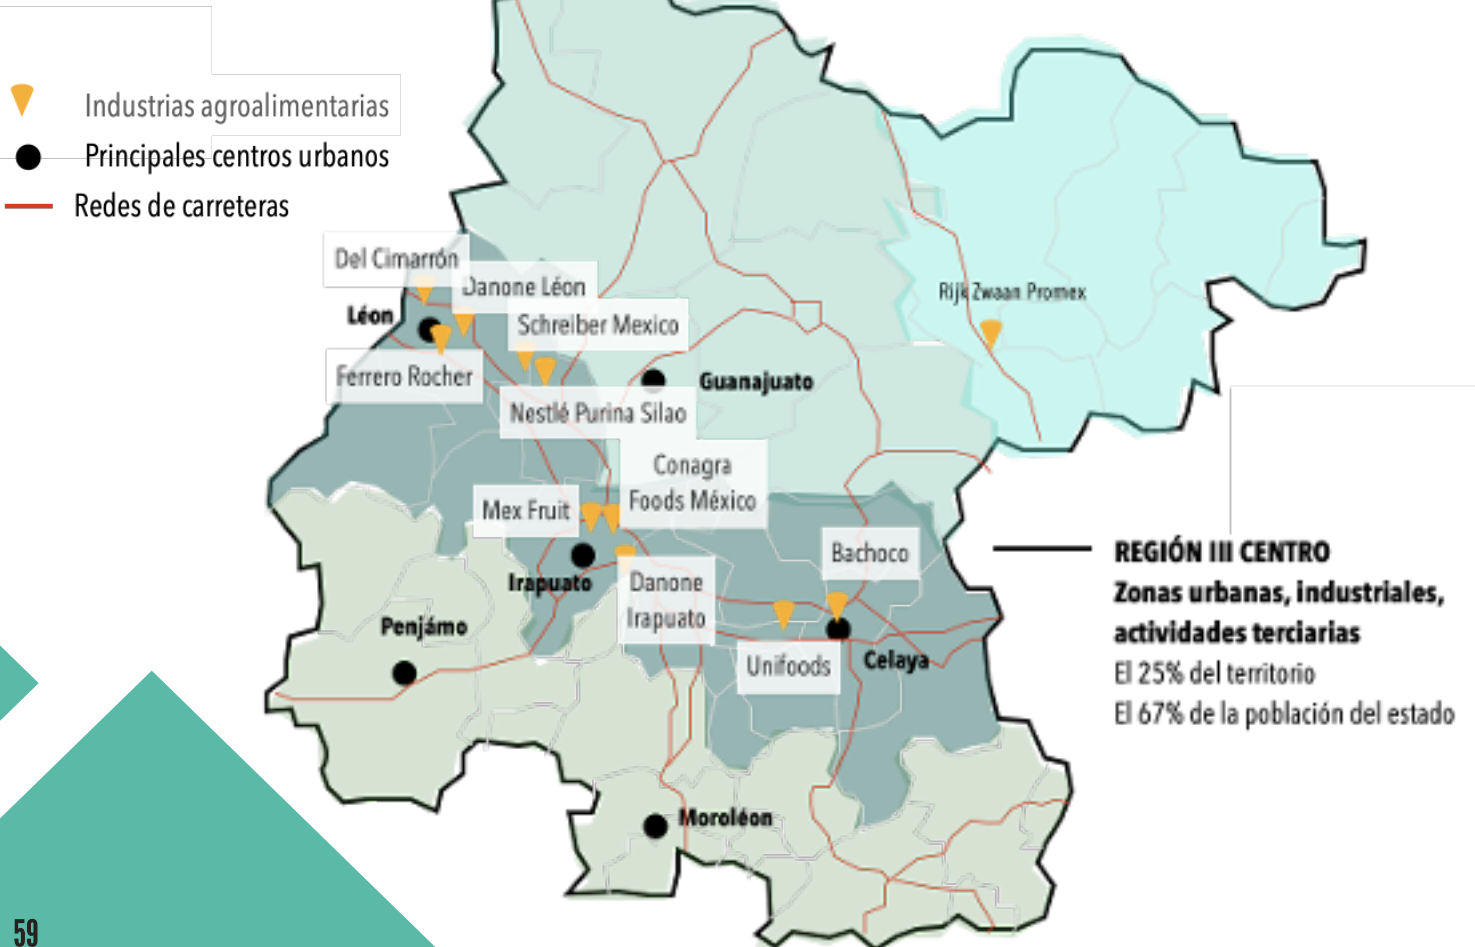 Industrias agroalimentarias
Principales centros urbanos
Redes de carreteras
Del Cimarrón
Danone Léon
Léon
Schreiber Mexico
Ferrero Rocher
Guanajuato
Nestlé Purina Silao
Rijk Zwaan Promex
Conagra
Foods México
Mex Fruit
Bachoco
Irapuato
Danone
Irapuato
Penjámo
Unifoods
Celaya
Moroléon
REGIÓN III CENTRO
Zonas urbanas, industriales,
actividades terciarias
El 25% del territorio
El 67% de la población del estado
59